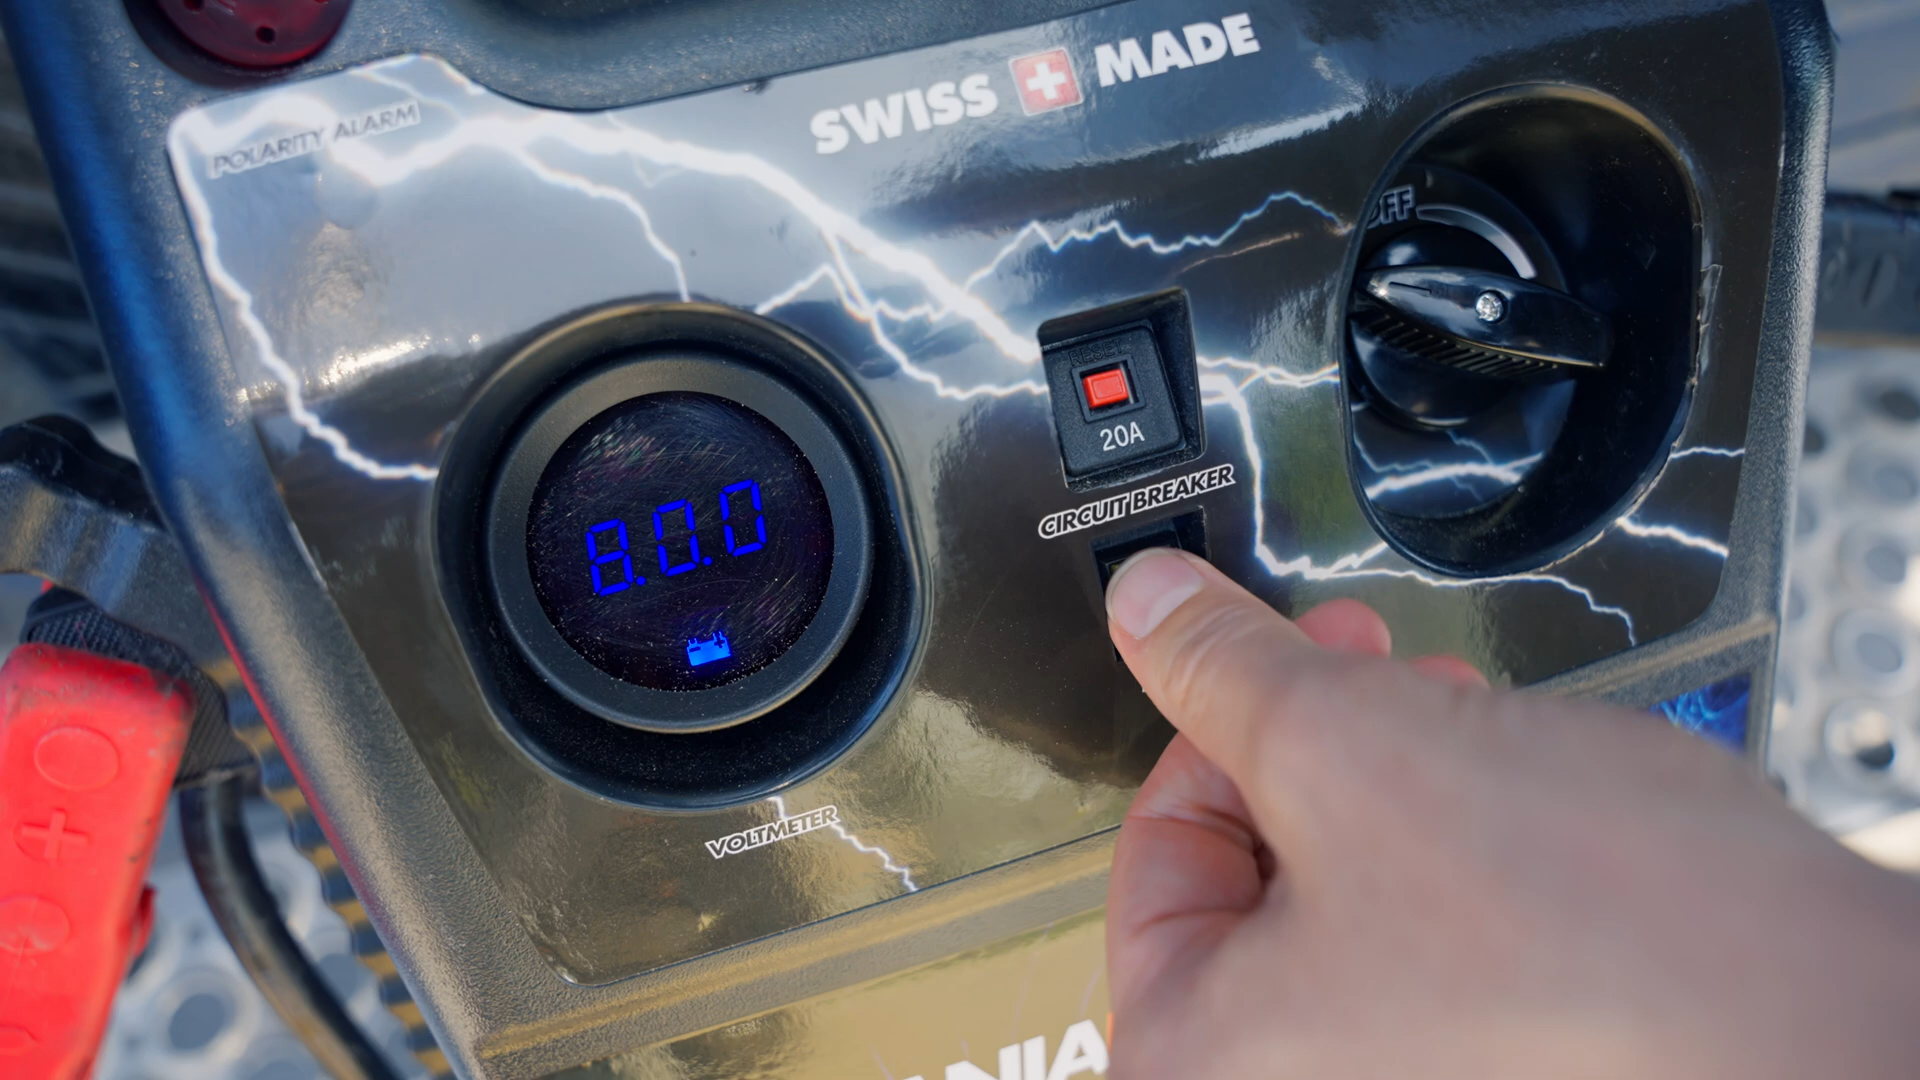 SWISS MADE
POLARITY ALARM
OFF
RESET
20A
CIRCUIT BREAKER
8.0.0
VOLTMETER